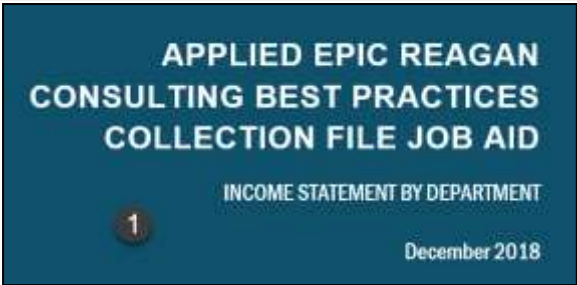 APPLIED EPIC REAGAN
CONSULTING BEST PRACTICES
COLLECTION FILE JOB AID
INCOME STATEMENT BY DEPARTMENT
1
December 2018